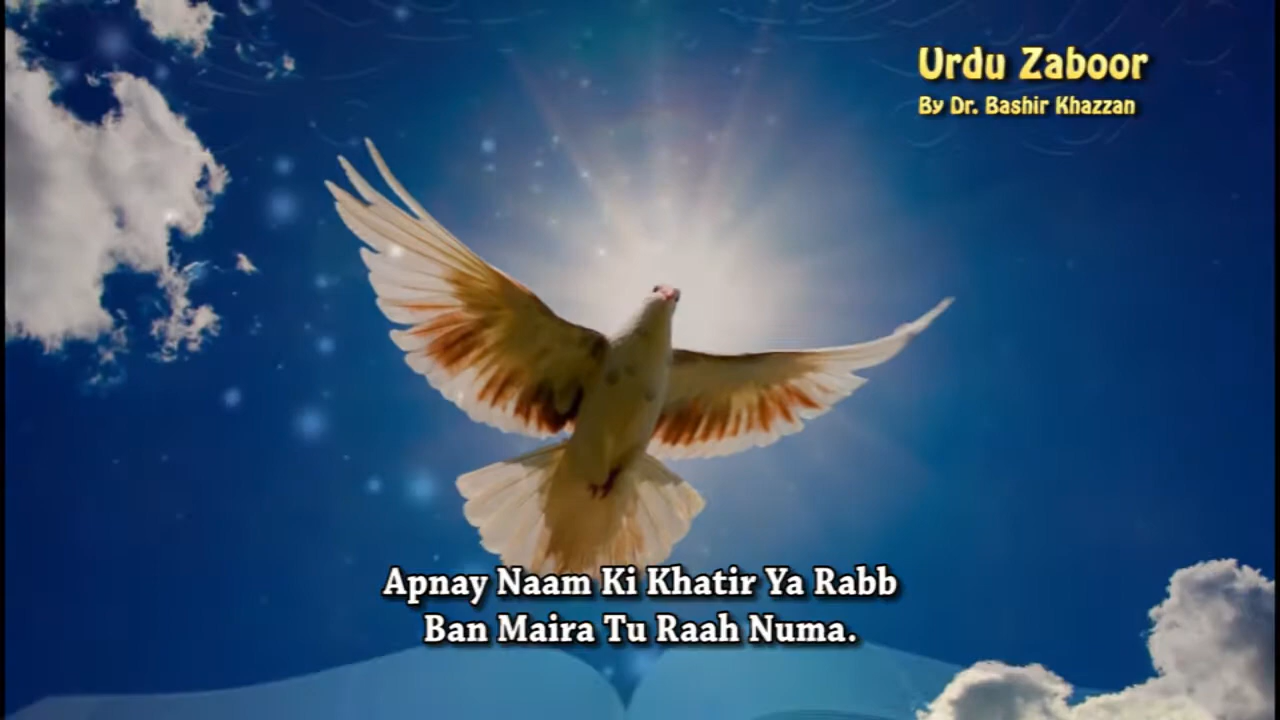 Urdu Zaboor
By Dr. Bashir Khazzan
Apnay Naam Ki Khatir Ya Rabb
Ban Maira Tu Raah Numa.